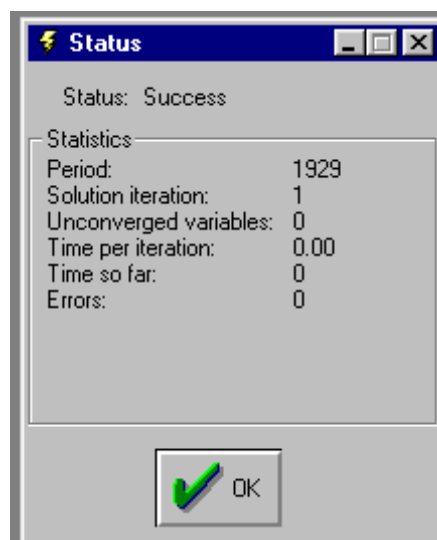 Status
Status: Success
Statistics
Period: 1929
Solution iteration: 1
Unconverged variables: 0
Time per iteration: 0.00
Time so far: 0
Errors: 0
OK